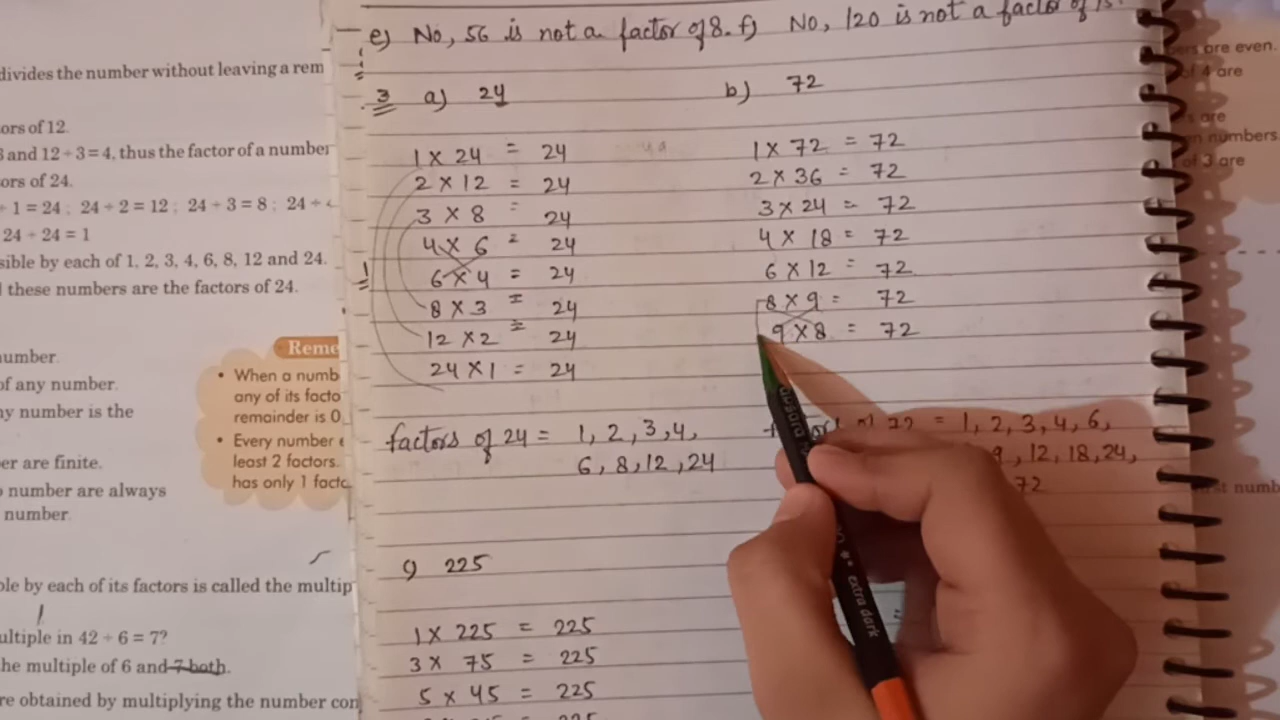 e) No, 56 is not a factor of 8. f) No, 120 is not a factor of 15.
divides the number without leaving a rem
3 a) 24 b) 72
ors of 12.
3 and 12 ÷ 3 = 4, thus the factor of a number
ors of 24.
÷ 1 = 24 ; 24 ÷ 2 = 12 ; 24 ÷ 3 = 8 ; 24 ÷
24 ÷ 24 = 1
sible by each of 1, 2, 3, 4, 6, 8, 12 and 24.
these numbers are the factors of 24.
1 × 24 = 24
2 × 12 = 24
3 × 8 = 24
4 × 6 = 24
6 × 4 = 24
8 × 3 = 24
12 × 2 = 24
24 × 1 = 24
1 × 72 = 72
2 × 36 = 72
3 × 24 = 72
4 × 18 = 72
6 × 12 = 72
8 × 9 = 72
9 × 8 = 72
ers are even.
of 4 are
s are
n numbers
of 3 are
umber.
of any number.
ny number is the
er are finite.
o number are always
number.
Reme
• When a numb
any of its facto
remainder is 0.
• Every number e
least 2 factors.
has only 1 facto
factors of 24 = 1, 2, 3, 4,
6, 8, 12, 24
of 72 = 1, 2, 3, 4, 6,
9, 12, 18, 24,
72
rst numb
absorb
extra dark
ble by each of its factors is called the multip
ultiple in 42 ÷ 6 = 7?
he multiple of 6 and 7 both.
re obtained by multiplying the number con
c) 225
1 × 225 = 225
3 × 75 = 225
5 × 45 = 225